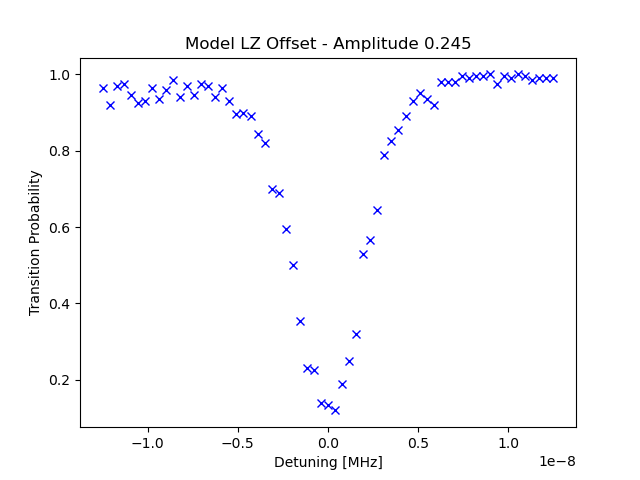 Model LZ Offset - Amplitude 0.245
1.0
0.8
0.6
0.4
0.2
Transition Probability
−1.0 −0.5 0.0 0.5 1.0
Detuning [MHz]
1e−8